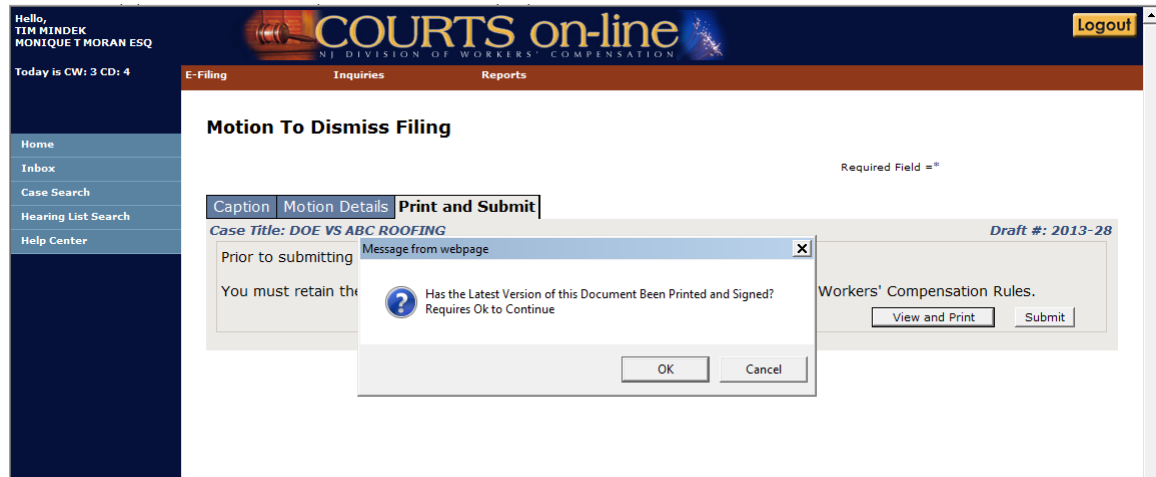 Hello,
TIM MINDEK
MONIQUE T MORAN ESQ
COURTS on-line
NJ DIVISION OF WORKERS' COMPENSATION
Logout
Today is CW: 3 CD: 4
E-Filing Inquiries Reports
Motion To Dismiss Filing
Home
Inbox
Case Search
Hearing List Search
Help Center
Required Field =*
Caption Motion Details Print and Submit
Case Title: DOE VS ABC ROOFING Draft #: 2013-28
Prior to submitting
You must retain the Workers' Compensation Rules.
View and Print Submit
Message from webpage
Has the Latest Version of this Document Been Printed and Signed?
Requires Ok to Continue
OK Cancel